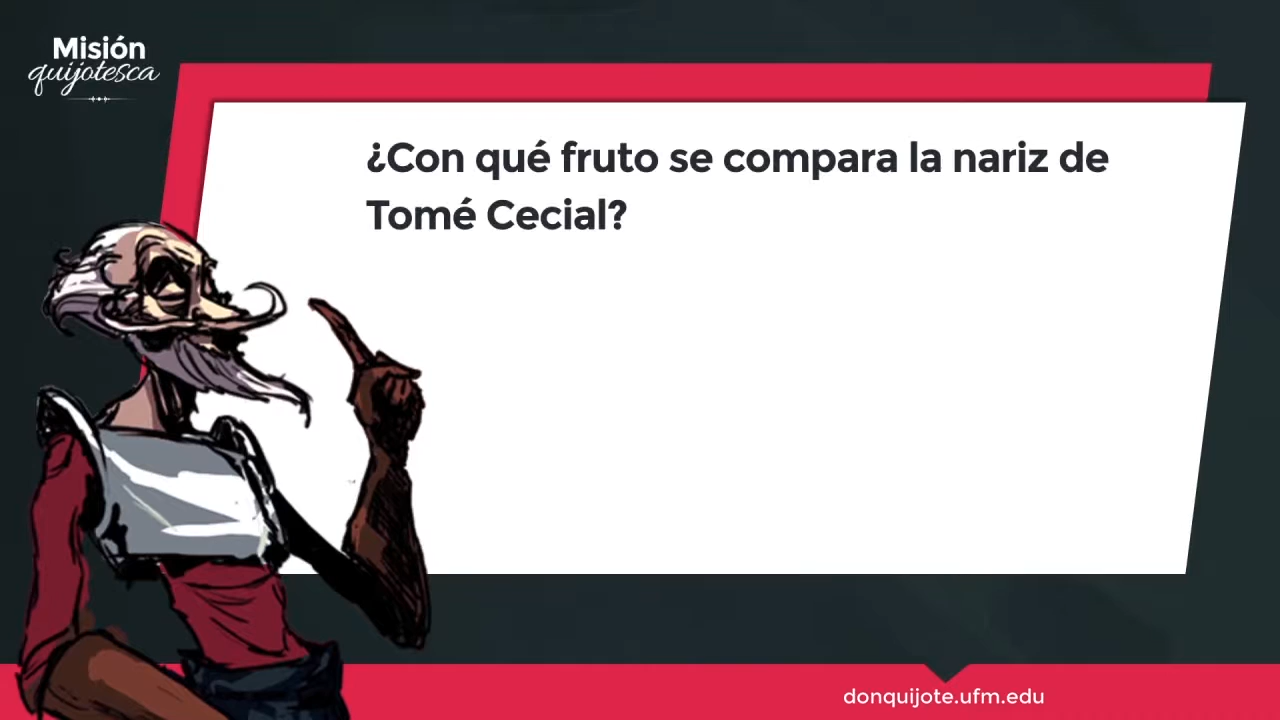 Misión
quijotesca
¿Con qué fruto se compara la nariz de
Tomé Cecial?
donquijote.ufm.edu